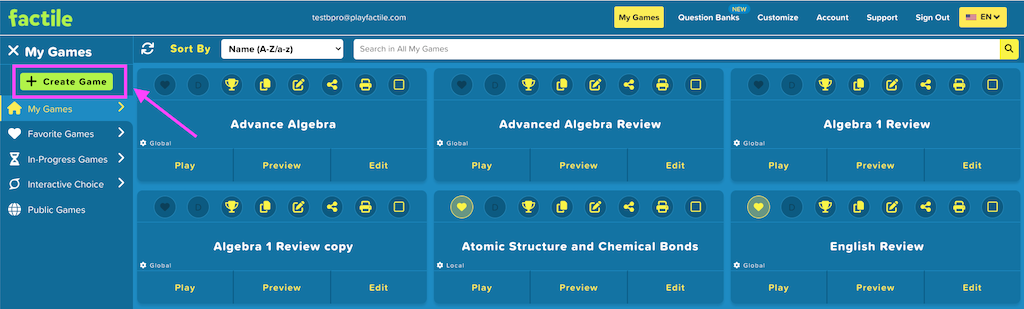 factile
testbpro@playfactile.com
My Games
Question Banks
NEW
Customize
Account
Support
Sign Out
EN
My Games
Sort By
Name (A-Z/a-z)
Search in All My Games
+ Create Game
My Games
Favorite Games
In-Progress Games
Interactive Choice
Public Games
D
Advance Algebra
Global
Play Preview Edit
D
Advanced Algebra Review
Global
Play Preview Edit
D
Algebra 1 Review
Global
Play Preview Edit
D
Algebra 1 Review copy
Global
Play Preview Edit
D
Atomic Structure and Chemical Bonds
Local
Play Preview Edit
D
English Review
Global
Play Preview Edit